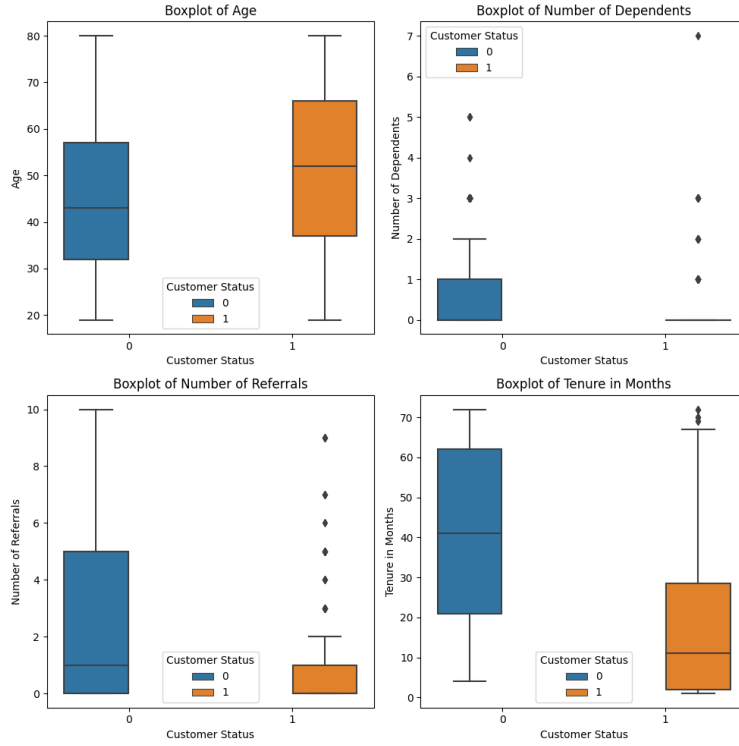 Boxplot of Age
80
70
60
50
40
30
20
Age
Customer Status
0
1
0
1
Customer Status
Boxplot of Number of Dependents
7
6
5
4
3
2
1
0
Number of Dependents
Customer Status
0
1
0
1
Customer Status
Boxplot of Number of Referrals
10
8
6
4
2
0
Number of Referrals
Customer Status
0
1
0
1
Customer Status
Boxplot of Tenure in Months
70
60
50
40
30
20
10
0
Tenure in Months
Customer Status
0
1
0
1
Customer Status